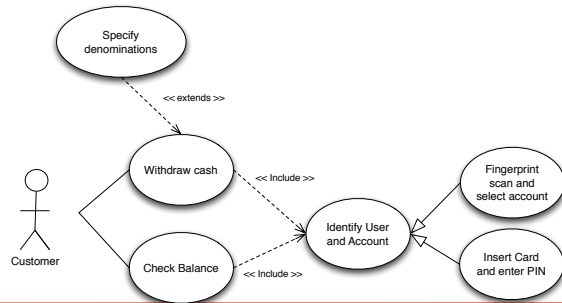 Specify
denominations
<< extends >>
Withdraw cash
<< Include >>
Fingerprint
scan and
select account
Identify User
and Account
Customer
Check Balance
<< Include >>
Insert Card
and enter PIN